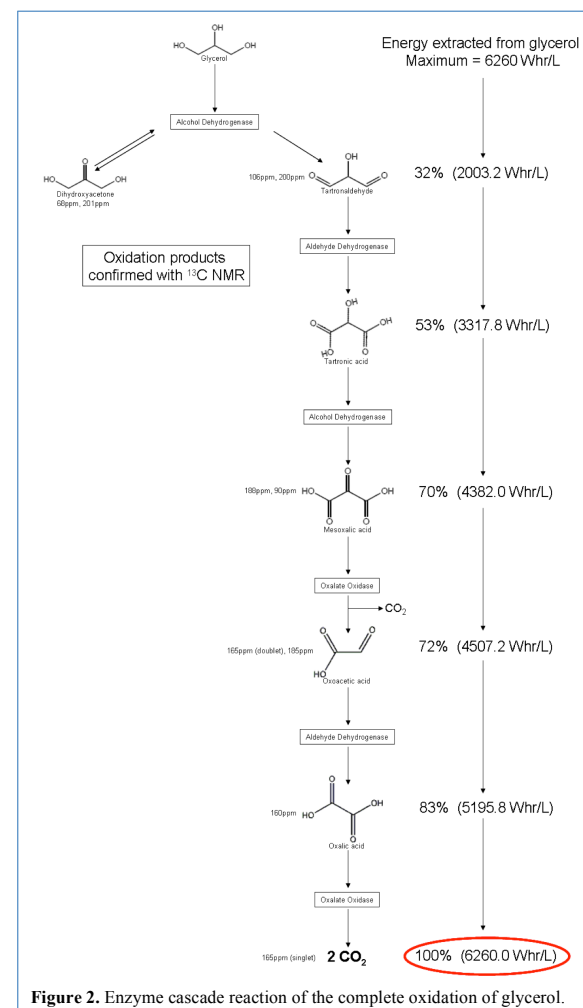 OH
HO
OH
Glycerol
Energy extracted from glycerol
Maximum = 6260 Whr/L
Alcohol Dehydrogenase
O
HO
OH
Dihydroxyacetone
68ppm, 201ppm
OH
186ppm, 200ppm
O
O
Tartronaldehyde
32% (2003.2 Whr/L)
Aldehyde Dehydrogenase
Oxidation products
confirmed with ¹³C NMR
OH
O
OH
HO
O
Tartronic acid
53% (3317.8 Whr/L)
Alcohol Dehydrogenase
O
188ppm, 90ppm
HO
OH
O
O
Mesoxalic acid
70% (4382.0 Whr/L)
Oxalate Oxidase
CO₂
O
O
165ppm (doublet), 185ppm
HO
Oxoacetic acid
72% (4507.2 Whr/L)
Aldehyde Dehydrogenase
O
OH
160ppm
HO
O
Oxalic acid
83% (5195.8 Whr/L)
Oxalate Oxidase
165ppm (singlet) 2 CO₂
100% (6260.0 Whr/L)
Figure 2. Enzyme cascade reaction of the complete oxidation of glycerol.